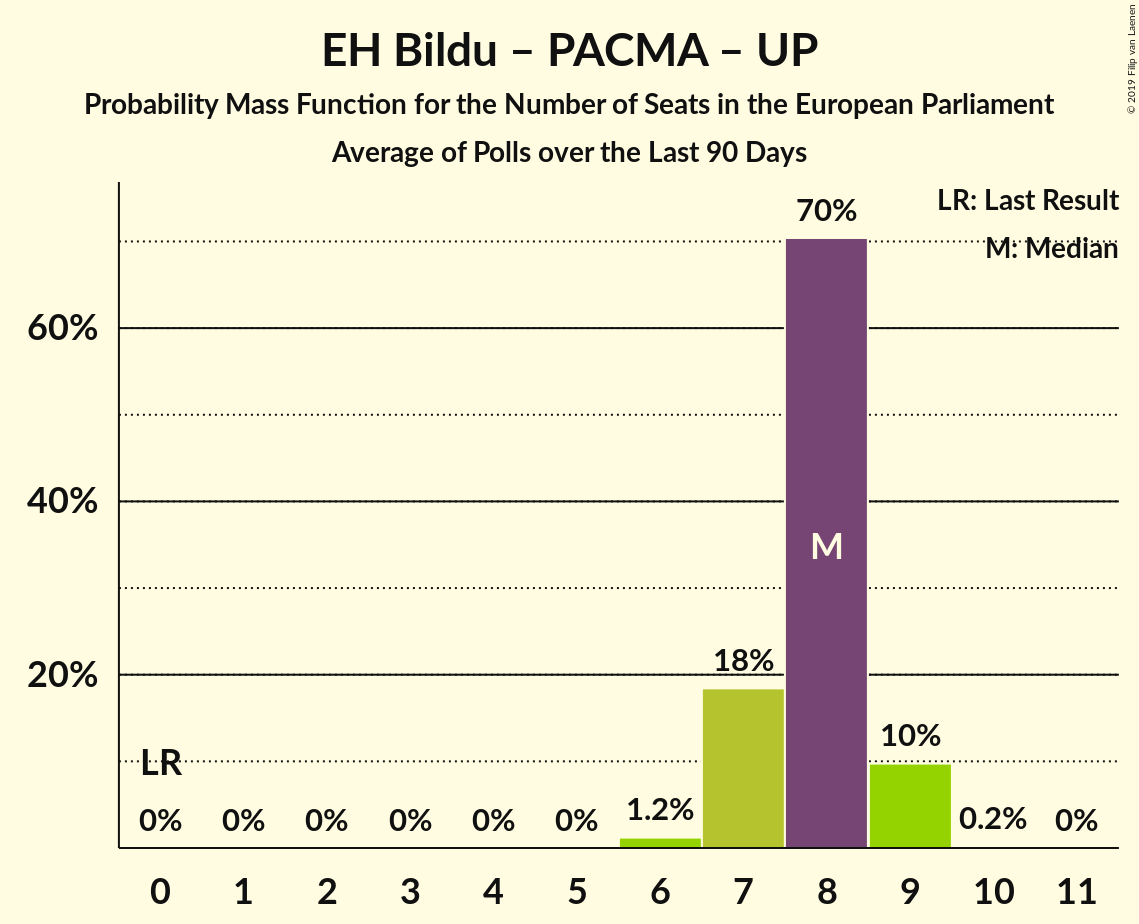 EH Bildu – PACMA – UP
Probability Mass Function for the Number of Seats in the European Parliament
Average of Polls over the Last 90 Days
© 2019 Filip van Laenen
LR: Last Result
M: Median
70%
60%
40%
M
20%
18%
10%
LR
0% 0% 0% 0% 0% 0% 1.2% 0.2% 0%
0 1 2 3 4 5 6 7 8 9 10 11